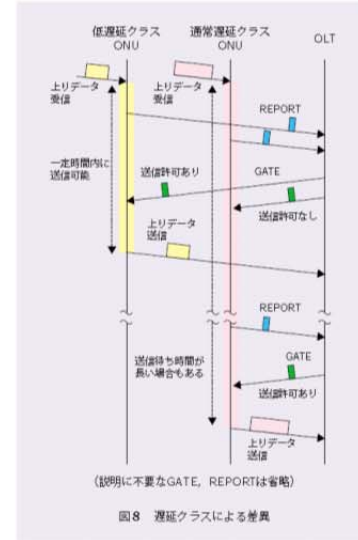 低遅延クラス
ONU
通常遅延クラス
ONU
OLT
上りデータ
受信
上りデータ
受信
REPORT
一定時間内に
送信可能
送信許可あり
GATE
送信許可なし
上りデータ
送信
REPORT
送信待ち時間が
長い場合もある
GATE
送信許可あり
上りデータ
送信
(説明に不要なGATE, REPORTは省略)
図8 遅延クラスによる差異